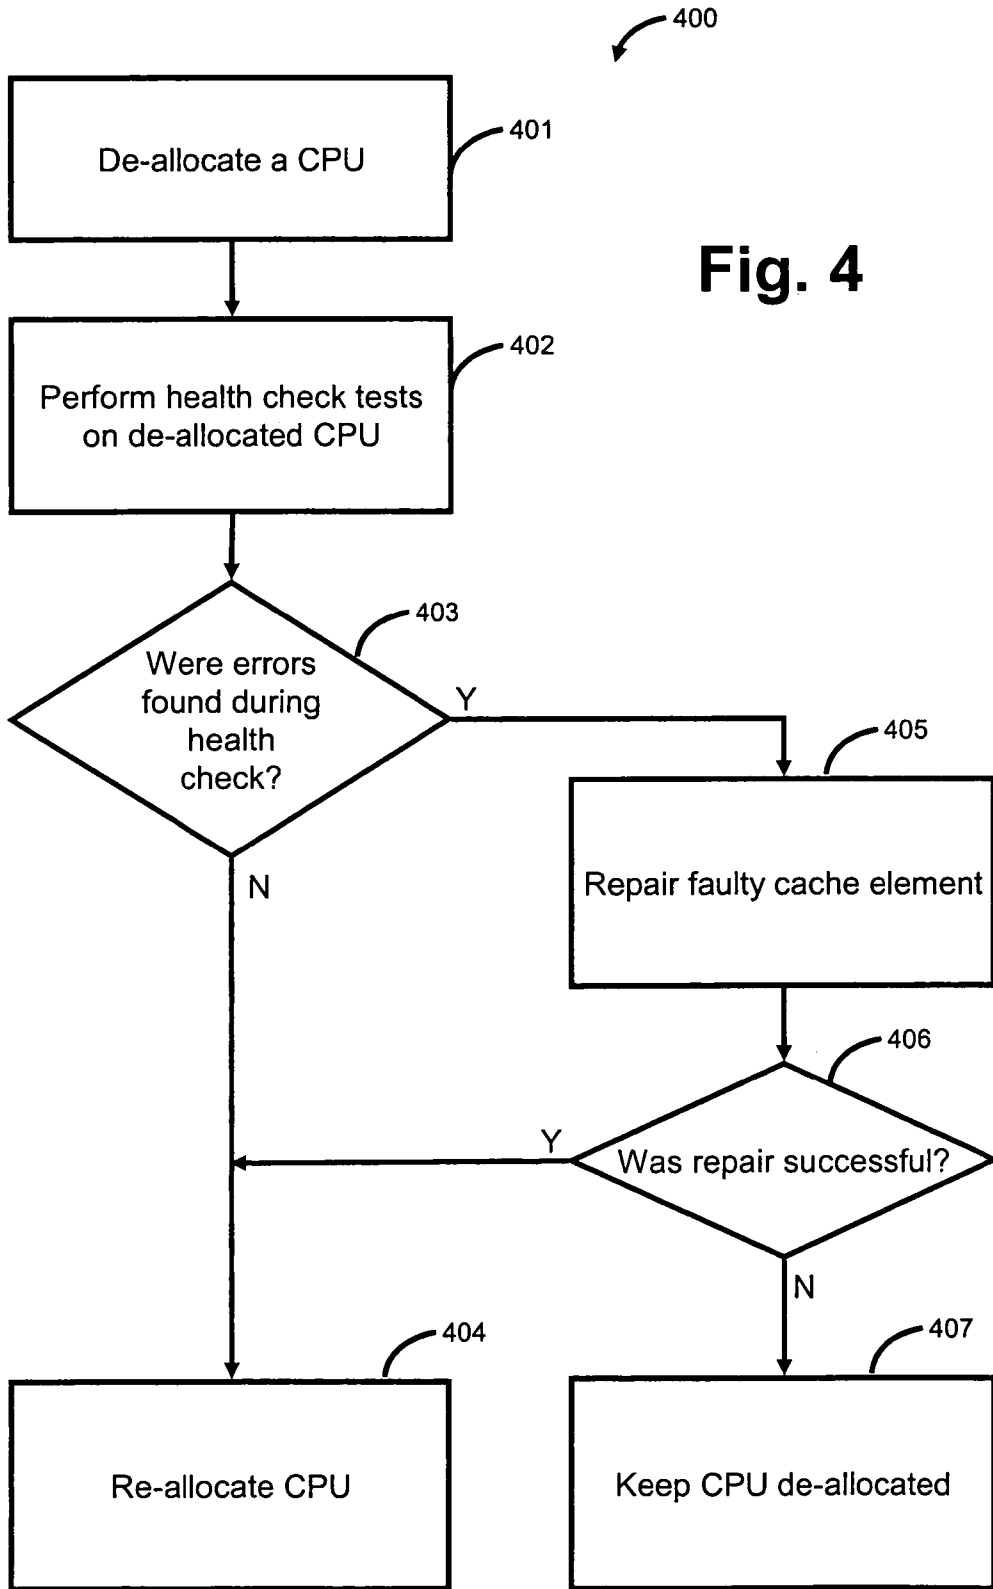 400
De-allocate a CPU
401
Fig. 4
Perform health check tests
on de-allocated CPU
402
Were errors
found during
health
check?
403
Y
N
Repair faulty cache element
405
Was repair successful?
406
Y
N
Re-allocate CPU
404
Keep CPU de-allocated
407